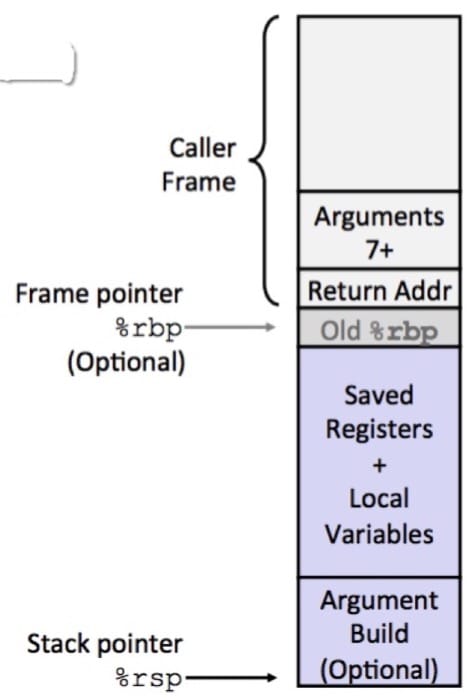 Caller
Frame
Arguments
7+
Frame pointer
%rbp
(Optional)
Return Addr
Old %rbp
Saved
Registers
+
Local
Variables
Argument
Build
(Optional)
Stack pointer
%rsp